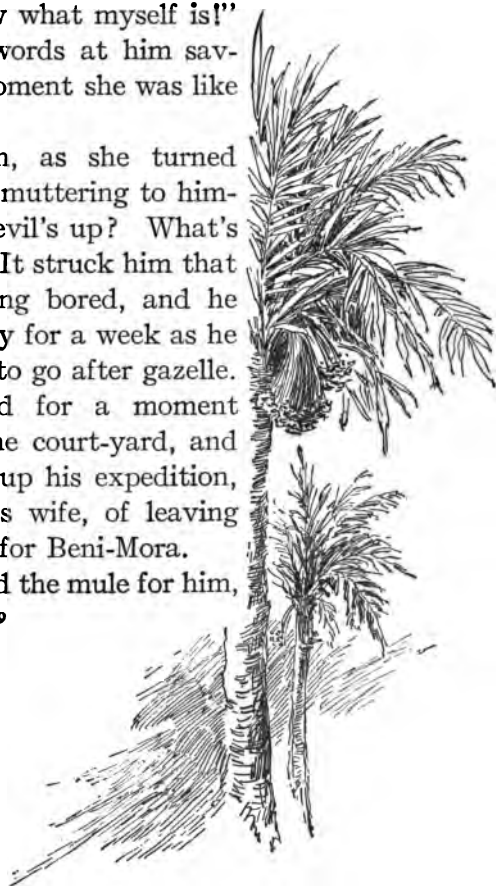 what myself is!”
words at him sav-
oment she was like
n, as she turned
muttering to him-
evil's up? What's
It struck him that
ng bored, and he
y for a week as he
to go after gazelle.
d for a moment
e court-yard, and
up his expedition,
s wife, of leaving
for Beni-Mora.
d the mule for him,